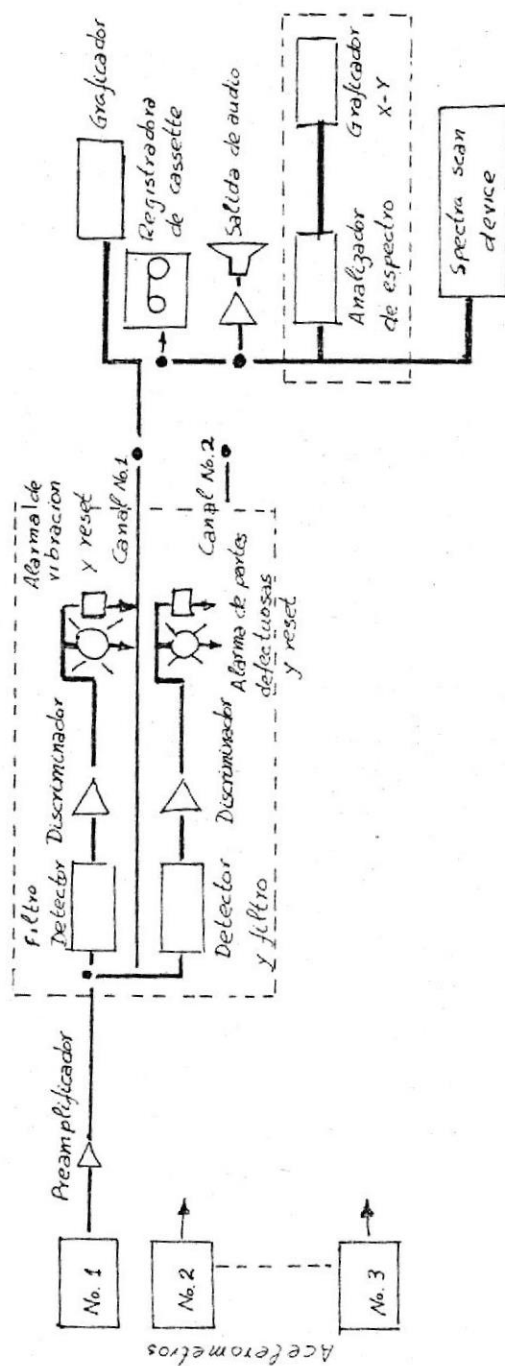 Acelerometros
No. 1
No. 2
No. 3
Preamplificador
Filtro
Detector
Discriminador
Alarma de
vibracion
y reset
Canal No. 1
Detector
y filtro
Discriminador
Alarma de partes
defectuosas
y reset
Canal No. 2
Graficador
Registradora
de cassette
Salida de audio
Analizador
de espectro
Graficador
X-Y
Spectra scan
device